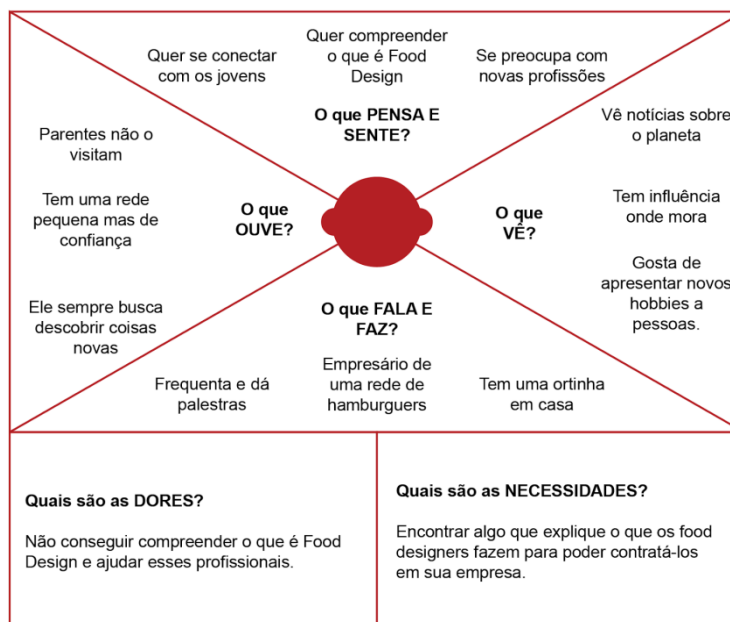 Quer se conectar
com os jovens
Quer compreender
o que é Food
Design
Se preocupa com
novas profissões
O que PENSA E
SENTE?
Parentes não o
visitam
Tem uma rede
pequena mas de
confiança
Ele sempre busca
descobrir coisas
novas
O que
OUVE?
O que
VÊ?
Vê notícias sobre
o planeta
Tem influência
onde mora
Gosta de
apresentar novos
hobbies a
pessoas.
O que FALA E
FAZ?
Frequenta e dá
palestras
Empresário de
uma rede de
hamburguers
Tem uma ortinha
em casa
Quais são as DORES?
Não conseguir compreender o que é Food
Design e ajudar esses profissionais.
Quais são as NECESSIDADES?
Encontrar algo que explique o que os food
designers fazem para poder contratá-los
em sua empresa.